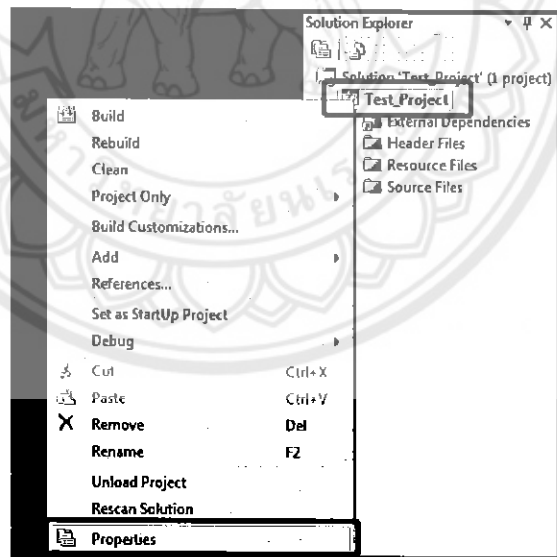 Solution Explorer
Solution 'Test_Project' (1 project)
Test_Project
External Dependencies
Header Files
Resource Files
Source Files
Build
Rebuild
Clean
Project Only
Build Customizations...
Add
References...
Set as StartUp Project
Debug
Cut Ctrl+X
Paste Ctrl+V
Remove Del
Rename F2
Unload Project
Rescan Solution
Properties